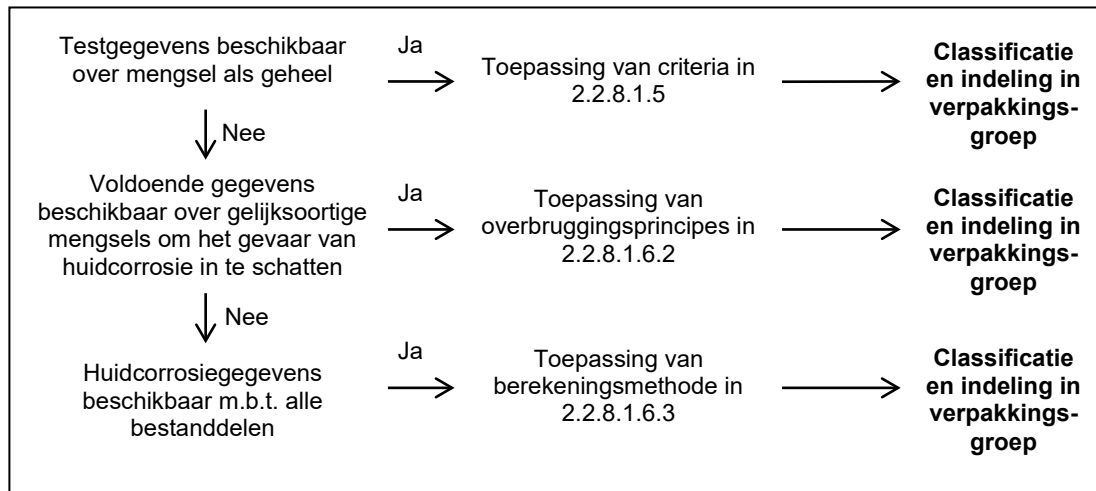 Testgegevens beschikbaar
over mengsel als geheel
Ja
Toepassing van criteria in
2.2.8.1.5
Classificatie
en indeling in
verpakkings-
groep
Nee
Voldoende gegevens
beschikbaar over gelijksoortige
mengsels om het gevaar van
huidcorrosie in te schatten
Ja
Toepassing van
overbruggingsprincipes in
2.2.8.1.6.2
Classificatie
en indeling in
verpakkings-
groep
Nee
Huidcorrosiegegevens
beschikbaar m.b.t. alle
bestanddelen
Ja
Toepassing van
berekeningsmethode in
2.2.8.1.6.3
Classificatie
en indeling in
verpakkings-
groep